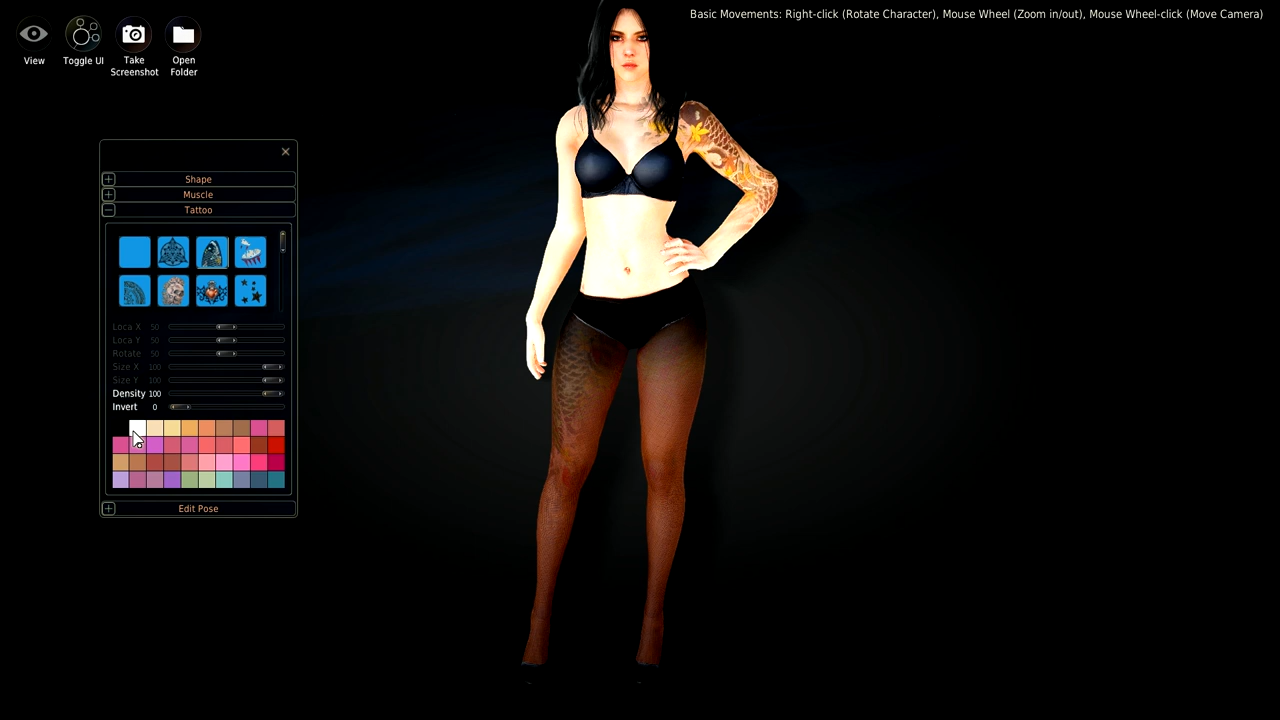 Basic Movements: Right-click (Rotate Character), Mouse Wheel (Zoom in/out), Mouse Wheel-click (Move Camera)
View
Toggle UI
Take
Screenshot
Open
Folder
Shape
Muscle
Tattoo
Loca X 50
Loca Y 50
Rotate 50
Size X 100
Size Y 100
Density 100
Invert 0
Edit Pose